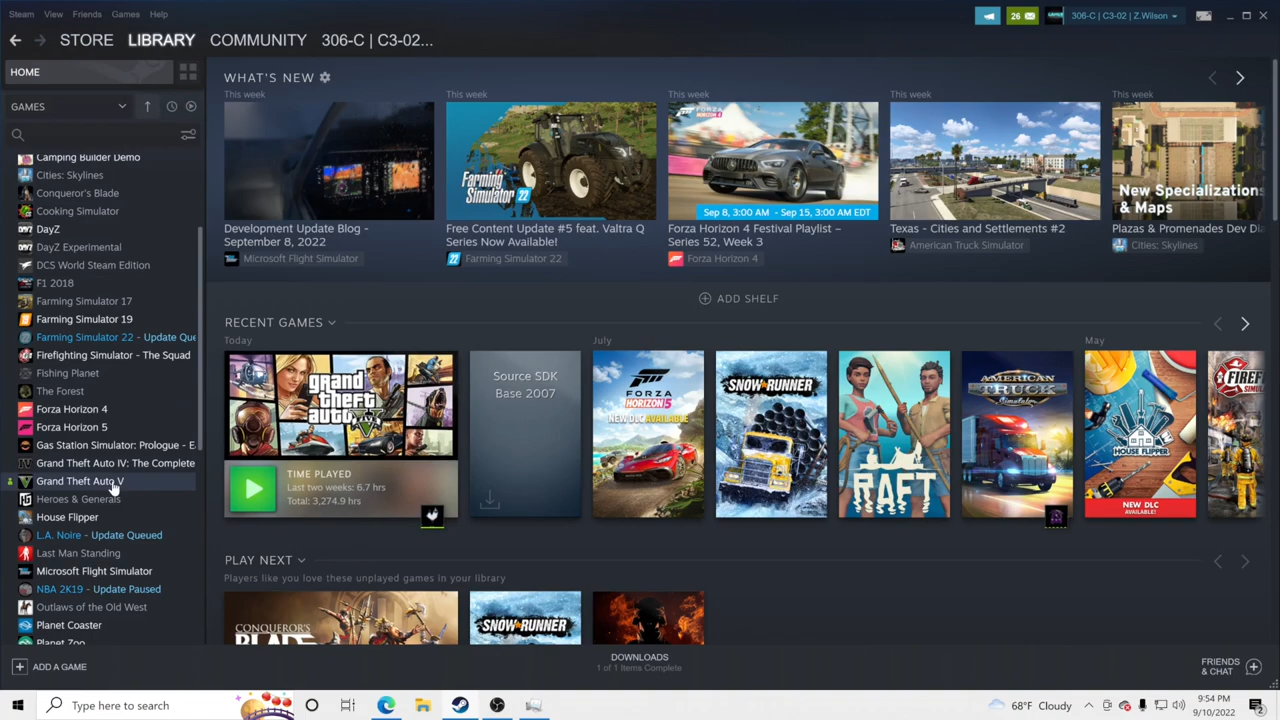 Steam View Friends Games Help
26 306-C | C3-02 | Z.Wilson
STORE LIBRARY COMMUNITY 306-C | C3-02...
HOME
GAMES
Camping Builder Demo
Cities: Skylines
Conqueror's Blade
Cooking Simulator
DayZ
DayZ Experimental
DCS World Steam Edition
F1 2018
Farming Simulator 17
Farming Simulator 19
Farming Simulator 22 - Update Que
Firefighting Simulator - The Squad
Fishing Planet
The Forest
Forza Horizon 4
Forza Horizon 5
Gas Station Simulator: Prologue - E
Grand Theft Auto IV: The Complete
Grand Theft Auto V
Heroes & Generals
House Flipper
L.A. Noire - Update Queued
Last Man Standing
Microsoft Flight Simulator
NBA 2K19 - Update Paused
Outlaws of the Old West
Planet Coaster
Planet Zoo
ADD A GAME
WHAT'S NEW
This week
Development Update Blog -
September 8, 2022
Microsoft Flight Simulator
This week
FARMING
SIMULATOR 22
Free Content Update #5 feat. Valtra Q
Series Now Available!
22 Farming Simulator 22
This week
FORZA
HORIZON 4
Sep 8, 3:00 AM - Sep 15, 3:00 AM EDT
Forza Horizon 4 Festival Playlist –
Series 52, Week 3
Forza Horizon 4
This week
Texas - Cities and Settlements #2
American Truck Simulator
This week
New Specializations
& Maps
Plazas & Promenades Dev Dia
Cities: Skylines
ADD SHELF
RECENT GAMES
Today
grand
theft
auto
V
TIME PLAYED
Last two weeks: 6.7 hrs
Total: 3,274.9 hrs
Source SDK
Base 2007
July
FORZA
HORIZON 5
NEW DLC AVAILABLE!
SNOWRUNNER
RAFT
AMERICAN
TRUCK
Simulator
May
HOUSE FLIPPER
NEW DLC
AVAILABLE!
FIREF
PLAY NEXT
Players like you love these unplayed games in your library
CONQUEROR'S
BLADE
SNOWRUNNER
DOWNLOADS
1 of 1 Items Complete
FRIENDS
& CHAT
Type here to search
68°F Cloudy
9:54 PM
9/10/2022
2